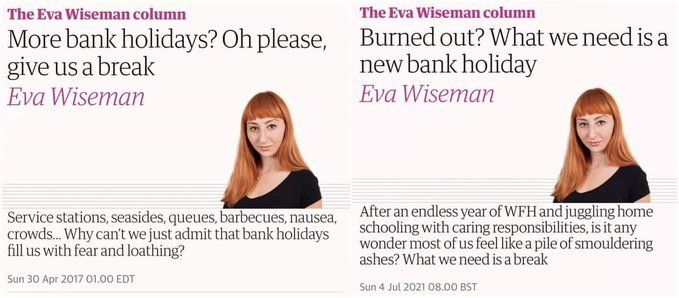 The Eva Wiseman column
More bank holidays? Oh please,
give us a break
Eva Wiseman
Service stations, seasides, queues, barbecues, nausea,
crowds... Why can't we just admit that bank holidays
fill us with fear and loathing?
Sun 30 Apr 2017 01.00 EDT
The Eva Wiseman column
Burned out? What we need is a
new bank holiday
Eva Wiseman
After an endless year of WFH and juggling home
schooling with caring responsibilities, is it any
wonder most of us feel like a pile of smouldering
ashes? What we need is a break
Sun 4 Jul 2021 08.00 BST